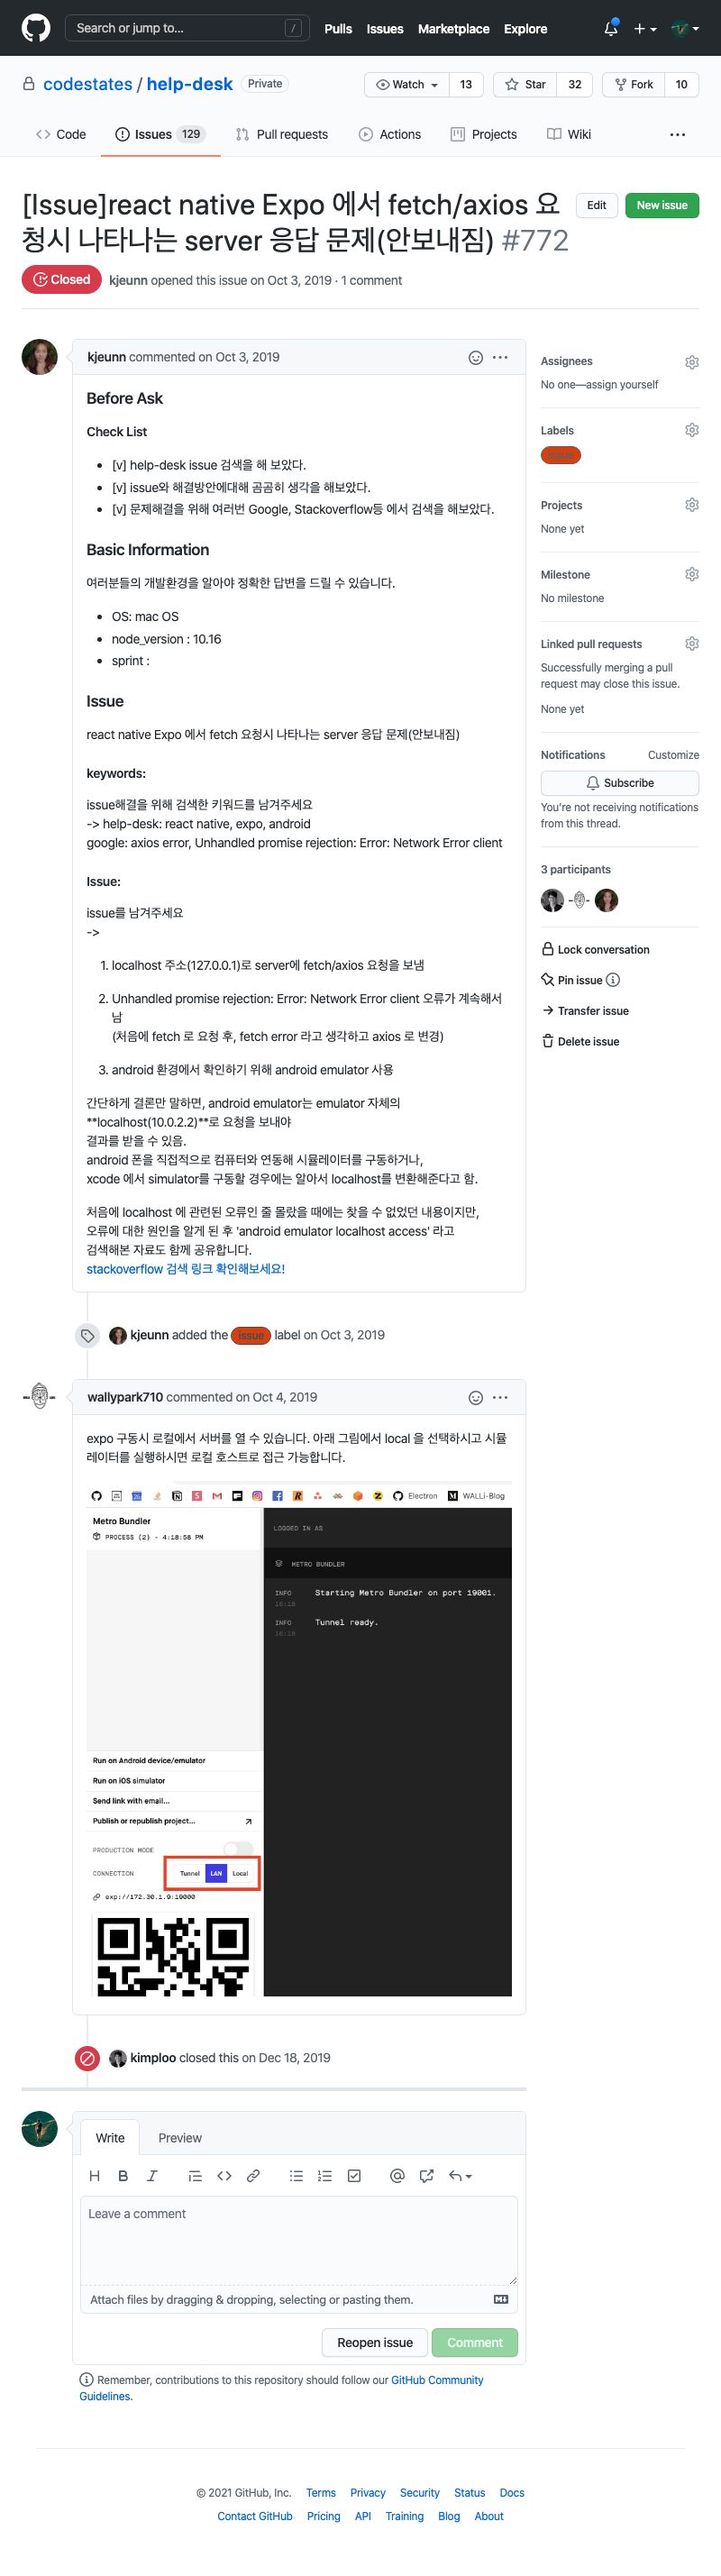 Search or jump to...
/
Pulls
Issues
Marketplace
Explore
codestates / help-desk
Private
Watch
13
Star
32
Fork
10
Code
Issues
129
Pull requests
Actions
Projects
Wiki
[Issue]react native Expo 에서 fetch/axios 요
청시 나타나는 server 응답 문제(안보내짐) #772
Edit
New issue
Closed
kjeunn opened this issue on Oct 3, 2019 · 1 comment
kjeunn commented on Oct 3, 2019
Before Ask
Check List
[v] help-desk issue 검색을 해 보았다.
[v] issue와 해결방안에대해 곰곰히 생각을 해보았다.
[v] 문제해결을 위해 여러번 Google, Stackoverflow등 에서 검색을 해보았다.
Basic Information
여러분들의 개발환경을 알아야 정확한 답변을 드릴 수 있습니다.
OS: mac OS
node_version : 10.16
sprint :
Issue
react native Expo 에서 fetch 요청시 나타나는 server 응답 문제(안보내짐)
keywords:
issue해결을 위해 검색한 키워드를 남겨주세요
-> help-desk: react native, expo, android
google: axios error, Unhandled promise rejection: Error: Network Error client
Issue:
issue를 남겨주세요
->
1. localhost 주소(127.0.0.1)로 server에 fetch/axios 요청을 보냄
2. Unhandled promise rejection: Error: Network Error client 오류가 계속해서
남
(처음에 fetch 로 요청 후, fetch error 라고 생각하고 axios 로 변경)
3. android 환경에서 확인하기 위해 android emulator 사용
간단하게 결론만 말하면, android emulator는 emulator 자체의
**localhost(10.0.2.2)**로 요청을 보내야
결과를 받을 수 있음.
android 폰을 직접적으로 컴퓨터와 연동해 시뮬레이터를 구동하거나,
xcode 에서 simulator를 구동할 경우에는 알아서 localhost를 변환해준다고 함.
처음에 localhost 에 관련된 오류인 줄 몰랐을 때에는 찾을 수 없었던 내용이지만,
오류에 대한 원인을 알게 된 후 'android emulator localhost access' 라고
검색해본 자료도 함께 공유합니다.
stackoverflow 검색 링크 확인해보세요!
Assignees
No one—assign yourself
Labels
issue
Projects
None yet
Milestone
No milestone
Linked pull requests
Successfully merging a pull
request may close this issue.
None yet
Notifications
Customize
Subscribe
You're not receiving notifications
from this thread.
3 participants
Lock conversation
Pin issue
Transfer issue
Delete issue
kjeunn added the issue label on Oct 3, 2019
wallypark710 commented on Oct 4, 2019
expo 구동시 로컬에서 서버를 열 수 있습니다. 아래 그림에서 local 을 선택하시고 시뮬
레이터를 실행하시면 로컬 호스트로 접근 가능합니다.
Electron
WALLi-Blog
Metro Bundler
PROCESS (2) - 4:18:58 PM
LOGGED IN AS
METRO BUNDLER
INFO
Starting Metro Bundler on port 19001.
16:18
INFO
Tunnel ready.
16:18
Run on Android device/emulator
Run on iOS simulator
Send link with email...
Publish or republish project...
PRODUCTION MODE
CONNECTION
Tunnel
LAN
Local
exp://172.30.1.9:19000
kimploo closed this on Dec 18, 2019
Write
Preview
Leave a comment
Attach files by dragging & dropping, selecting or pasting them.
Reopen issue
Comment
Remember, contributions to this repository should follow our GitHub Community
Guidelines.
© 2021 GitHub, Inc.
Terms
Privacy
Security
Status
Docs
Contact GitHub
Pricing
API
Training
Blog
About